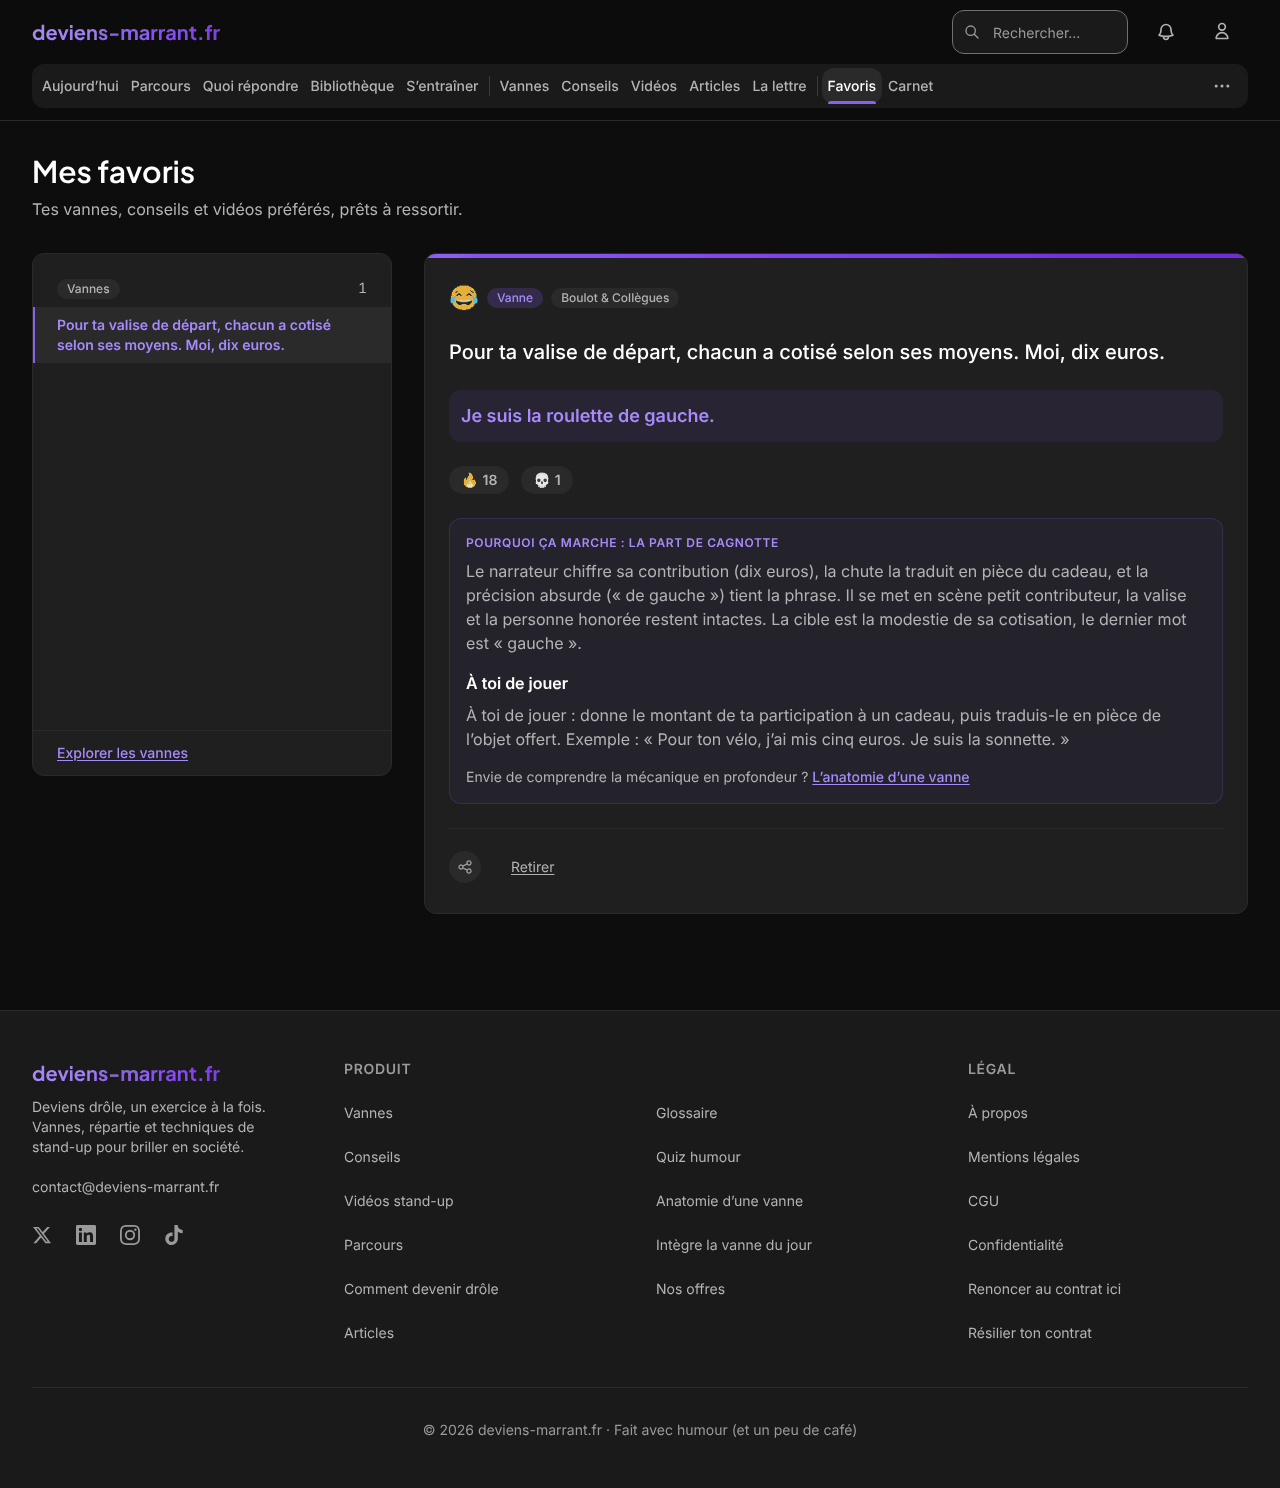 deviens-marrant.fr
Rechercher...
Aujourd’hui Parcours Quoi répondre Bibliothèque S’entraîner Vannes Conseils Vidéos Articles La lettre Favoris Carnet
Mes favoris
Tes vannes, conseils et vidéos préférés, prêts à ressortir.
Vannes 1
Pour ta valise de départ, chacun a cotisé
selon ses moyens. Moi, dix euros.
Explorer les vannes
Vanne Boulot & Collègues
Pour ta valise de départ, chacun a cotisé selon ses moyens. Moi, dix euros.
Je suis la roulette de gauche.
🔥 18 💀 1
POURQUOI ÇA MARCHE : LA PART DE CAGNOTTE
Le narrateur chiffre sa contribution (dix euros), la chute la traduit en pièce du cadeau, et la
précision absurde (« de gauche ») tient la phrase. Il se met en scène petit contributeur, la valise
et la personne honorée restent intactes. La cible est la modestie de sa cotisation, le dernier mot
est « gauche ».
À toi de jouer
À toi de jouer : donne le montant de ta participation à un cadeau, puis traduis-le en pièce de
l’objet offert. Exemple : « Pour ton vélo, j’ai mis cinq euros. Je suis la sonnette. »
Envie de comprendre la mécanique en profondeur ? L’anatomie d’une vanne
Retirer
deviens-marrant.fr
Deviens drôle, un exercice à la fois.
Vannes, répartie et techniques de
stand-up pour briller en société.
contact@deviens-marrant.fr
PRODUIT
Vannes
Conseils
Vidéos stand-up
Parcours
Comment devenir drôle
Articles
Glossaire
Quiz humour
Anatomie d’une vanne
Intègre la vanne du jour
Nos offres
LÉGAL
À propos
Mentions légales
CGU
Confidentialité
Renoncer au contrat ici
Résilier ton contrat
© 2026 deviens-marrant.fr · Fait avec humour (et un peu de café)